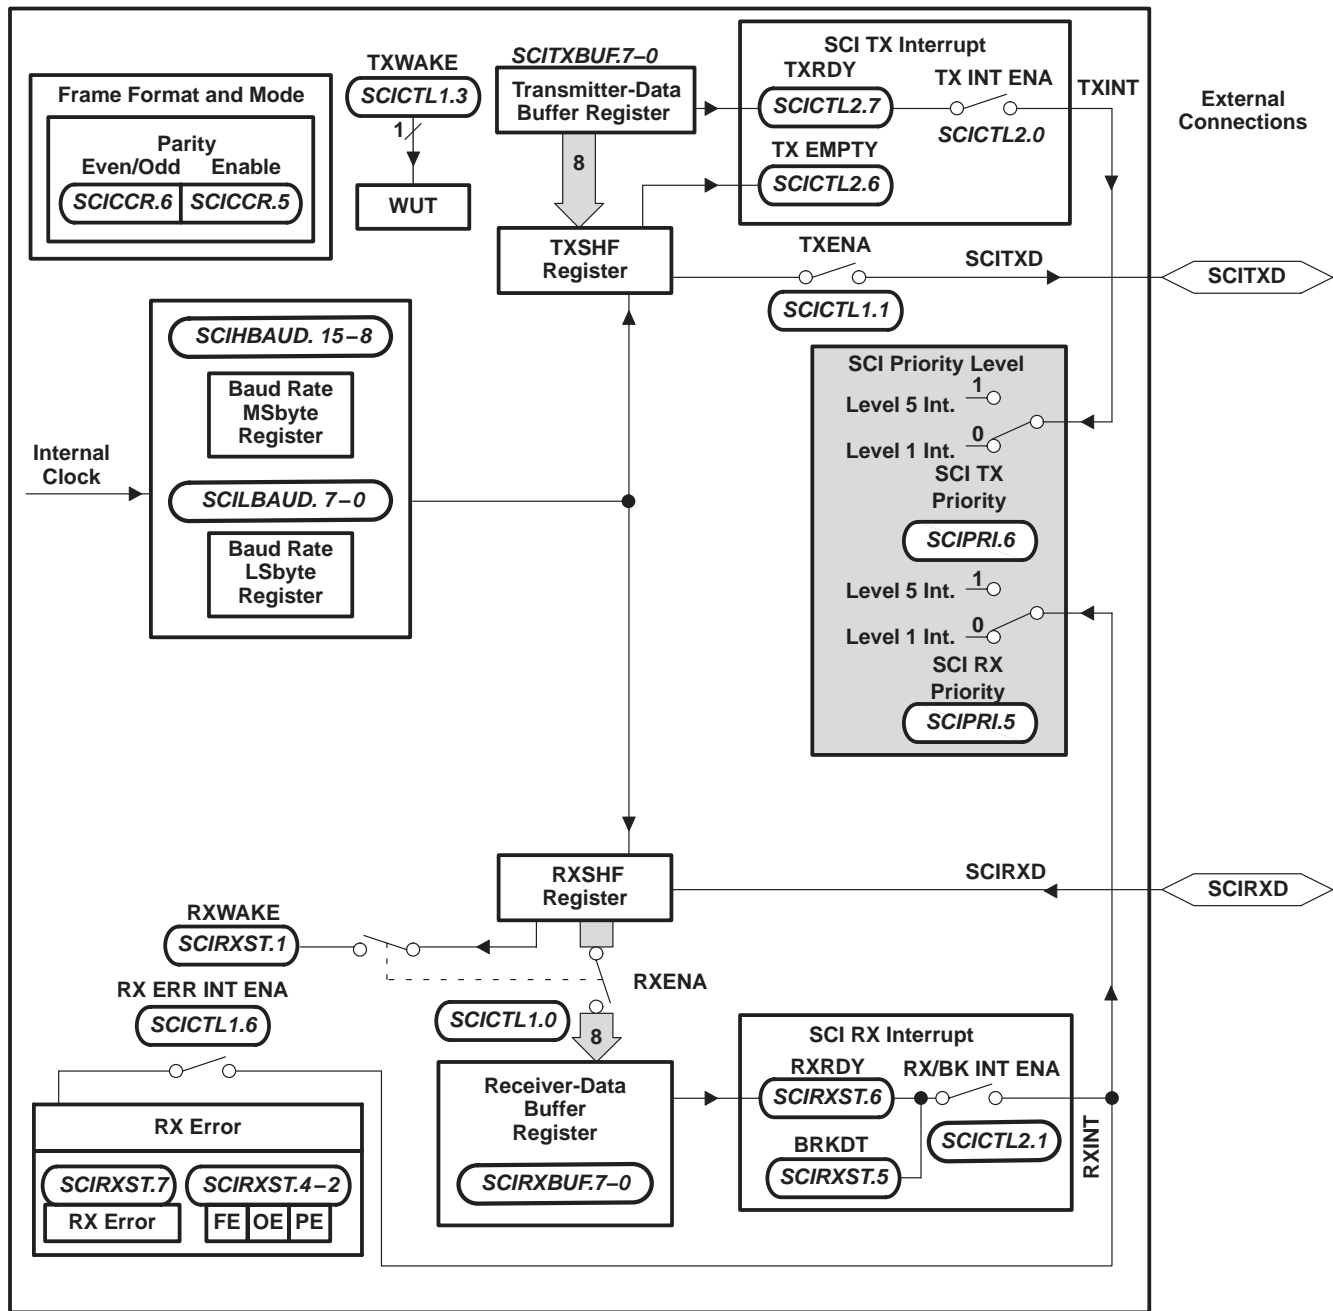 SCITXBUF.7–0
SCI TX Interrupt
TXWAKE
SCICTL1.3
1
WUT
Frame Format and Mode
Parity
Even/Odd Enable
SCICCR.6 SCICCR.5
Transmitter-Data
Buffer Register
8
TXRDY
SCICTL2.7
TX INT ENA
SCICTL2.0
TX EMPTY
SCICTL2.6
TXINT
External
Connections
TXSHF
Register
TXENA
SCICTL1.1
SCITXD
SCITXD
SCIHBAUD. 15–8
Baud Rate
MSbyte
Register
Internal
Clock
SCILBAUD. 7–0
Baud Rate
LSbyte
Register
SCI Priority Level
Level 5 Int. 1
Level 1 Int. 0
SCI TX
Priority
SCIPRI.6
Level 5 Int. 1
Level 1 Int. 0
SCI RX
Priority
SCIPRI.5
RXSHF
Register
SCIRXD
SCIRXD
RXWAKE
SCIRXST.1
RXENA
SCICTL1.0
8
RX ERR INT ENA
SCICTL1.6
RX Error
SCIRXST.7 SCIRXST.4–2
RX Error FE OE PE
Receiver-Data
Buffer
Register
SCIRXBUF.7–0
SCI RX Interrupt
RXRDY
SCIRXST.6
RX/BK INT ENA
SCICTL2.1
BRKDT
SCIRXST.5
RXINT